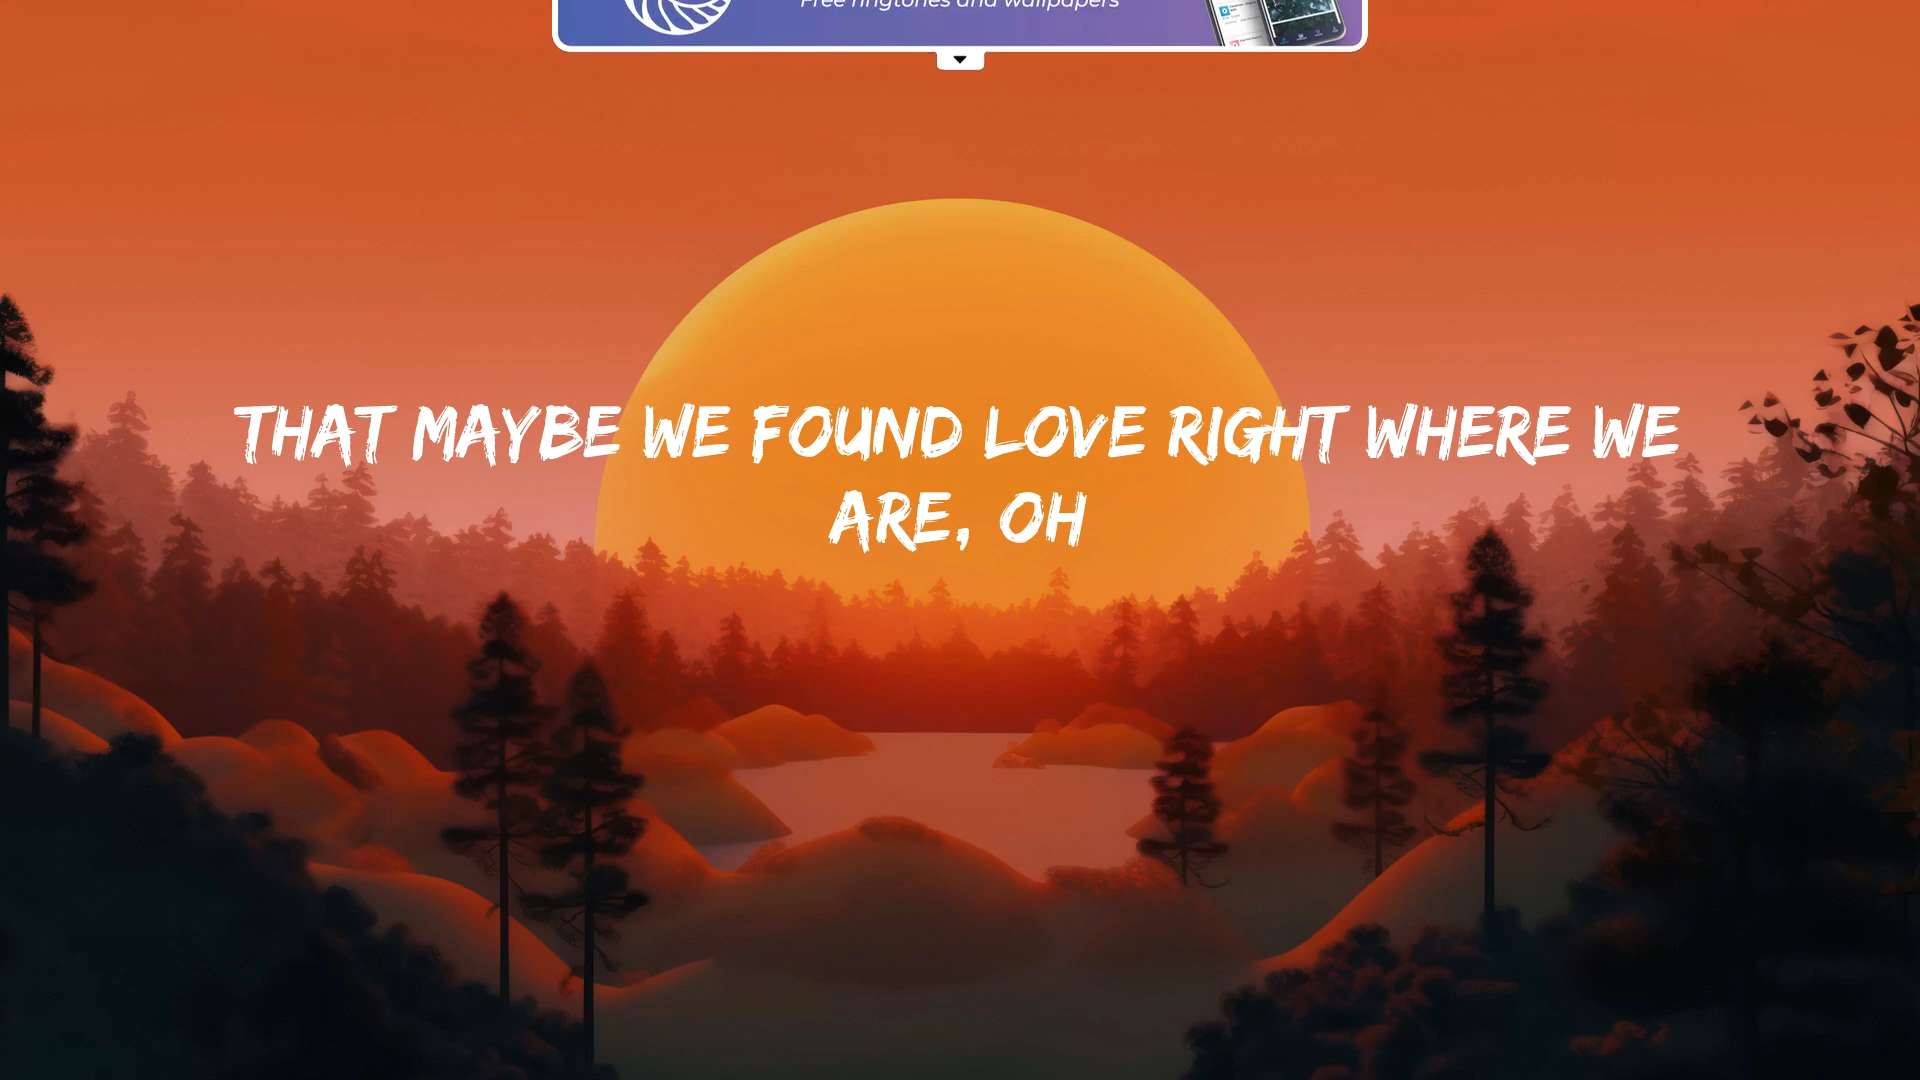 Free ringtones and wallpapers
THAT MAYBE WE FOUND LOVE RIGHT WHERE WE
ARE, OH